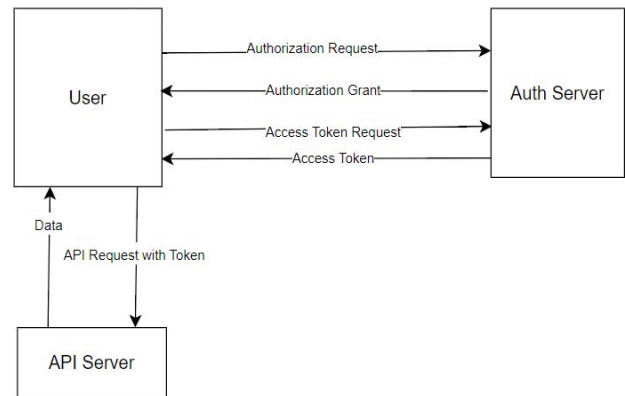 Authorization Request
User
Authorization Grant
Auth Server
Access Token Request
Access Token
Data
API Request with Token
API Server